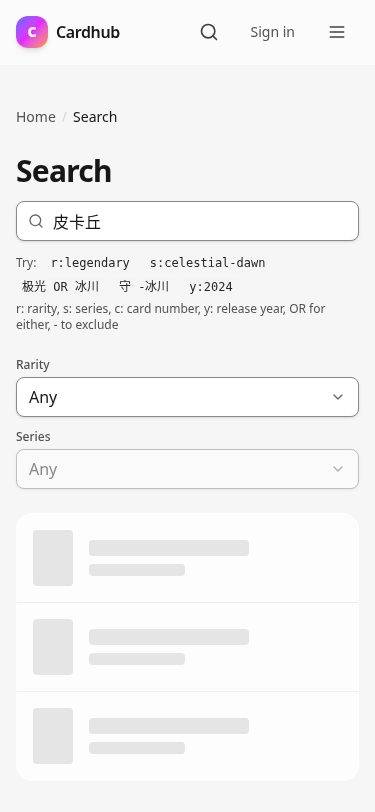 C Cardhub Sign in
Home / Search
Search
皮卡丘
Try: r:legendary s:celestial-dawn
极光 OR 冰川 守 -冰川 y:2024
r: rarity, s: series, c: card number, y: release year, OR for
either, - to exclude
Rarity
Any
Series
Any